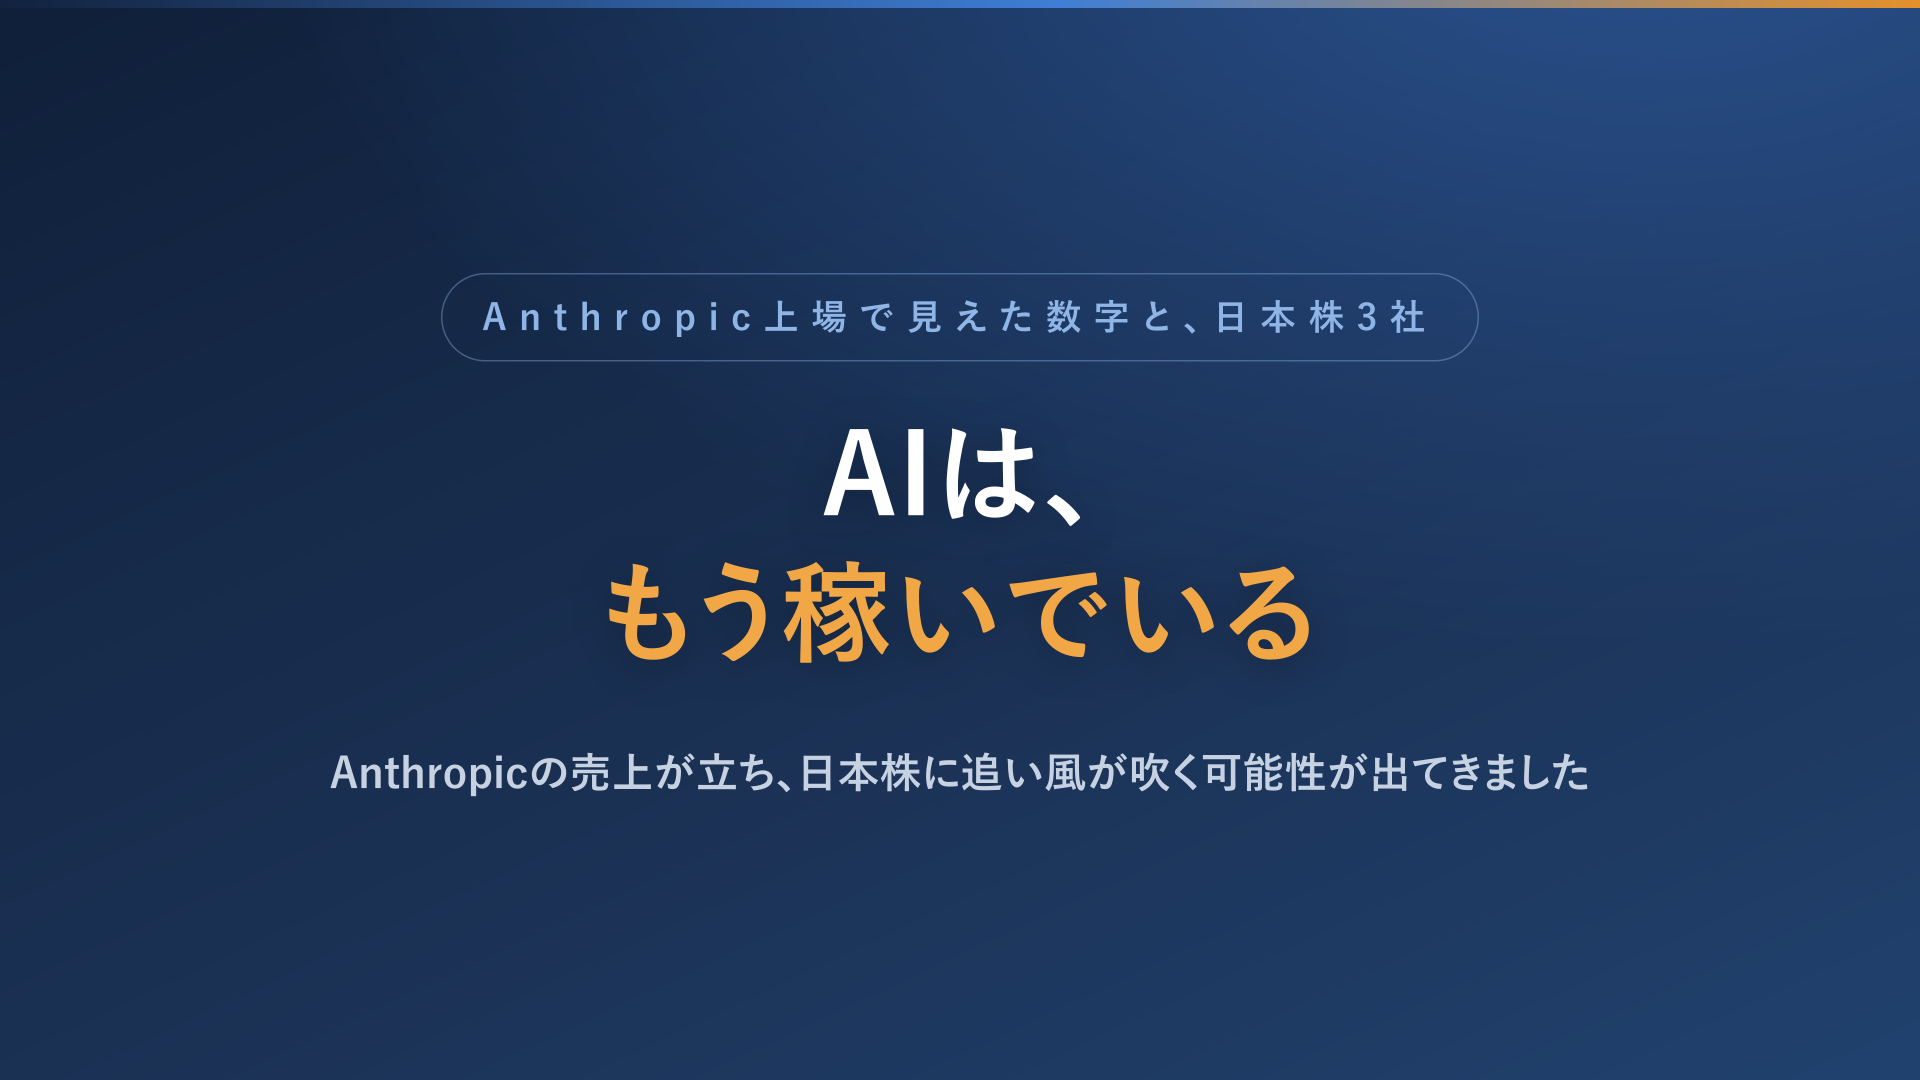 Anthropic上場で見えた数字と、日本株3社
AIは、
もう稼いでいる
Anthropicの売上が立ち、日本株に追い風が吹く可能性が出てきました